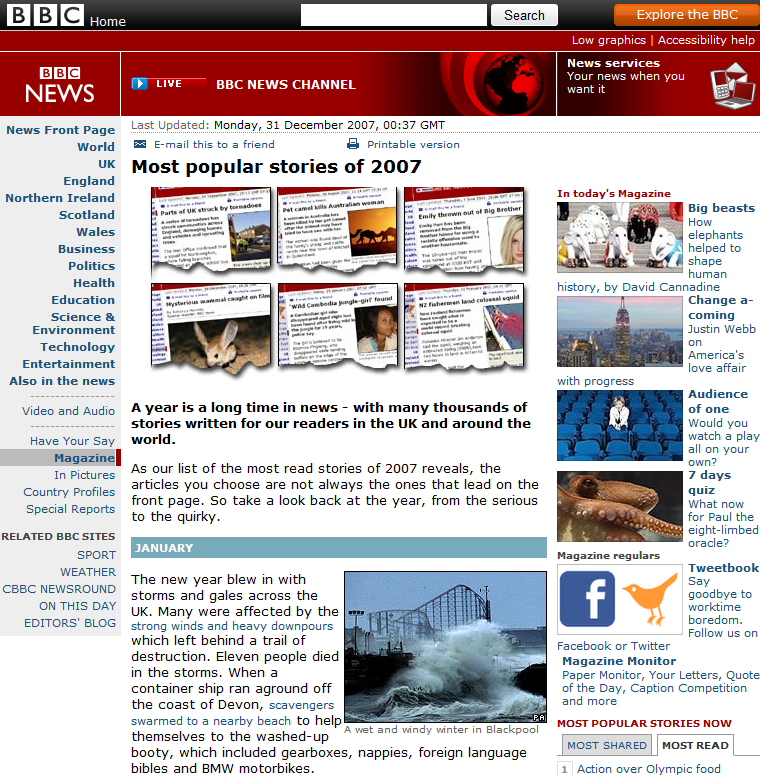 BBC Home
Search
Explore the BBC
Low graphics | Accessibility help
BBC
NEWS
LIVE BBC NEWS CHANNEL
News services
Your news when you
want it
News Front Page
World
UK
England
Northern Ireland
Scotland
Wales
Business
Politics
Health
Education
Science &
Environment
Technology
Entertainment
Also in the news
Video and Audio
Have Your Say
Magazine
In Pictures
Country Profiles
Special Reports
RELATED BBC SITES
SPORT
WEATHER
CBBC NEWSROUND
ON THIS DAY
EDITORS' BLOG
Last Updated: Monday, 31 December 2007, 00:37 GMT
E-mail this to a friend
Printable version
Most popular stories of 2007
Parts of UK struck by tornadoes
Pet camel kills Australian woman
Emily thrown out of Big Brother
Mysterious mammal caught on film
'Wild Cambodia jungle-girl' found
NZ fishermen land colossal squid
A year is a long time in news - with many thousands of
stories written for our readers in the UK and around the
world.
As our list of the most read stories of 2007 reveals, the
articles you choose are not always the ones that lead on the
front page. So take a look back at the year, from the serious
to the quirky.
JANUARY
The new year blew in with
storms and gales across the
UK. Many were affected by the
strong winds and heavy downpours
which left behind a trail of
destruction. Eleven people died
in the storms. When a
container ship ran aground off
the coast of Devon, scavengers
swarmed to a nearby beach to help
themselves to the washed-up
booty, which included gearboxes, nappies, foreign language
bibles and BMW motorbikes.
PA
A wet and windy winter in Blackpool
In today's Magazine
Big beasts
How
elephants
helped to
shape
human
history, by David Cannadine
Change a-
coming
Justin Webb
on
America's
love affair
with progress
Audience
of one
Would you
watch a play
all on your
own?
7 days
quiz
What now
for Paul the
eight-limbed
oracle?
Magazine regulars
f
Tweetbook
Say
goodbye to
worktime
boredom.
Follow us on
Facebook or Twitter
Magazine Monitor
Paper Monitor, Your Letters, Quote
of the Day, Caption Competition
and more
MOST POPULAR STORIES NOW
MOST SHARED
MOST READ
1 Action over Olympic food